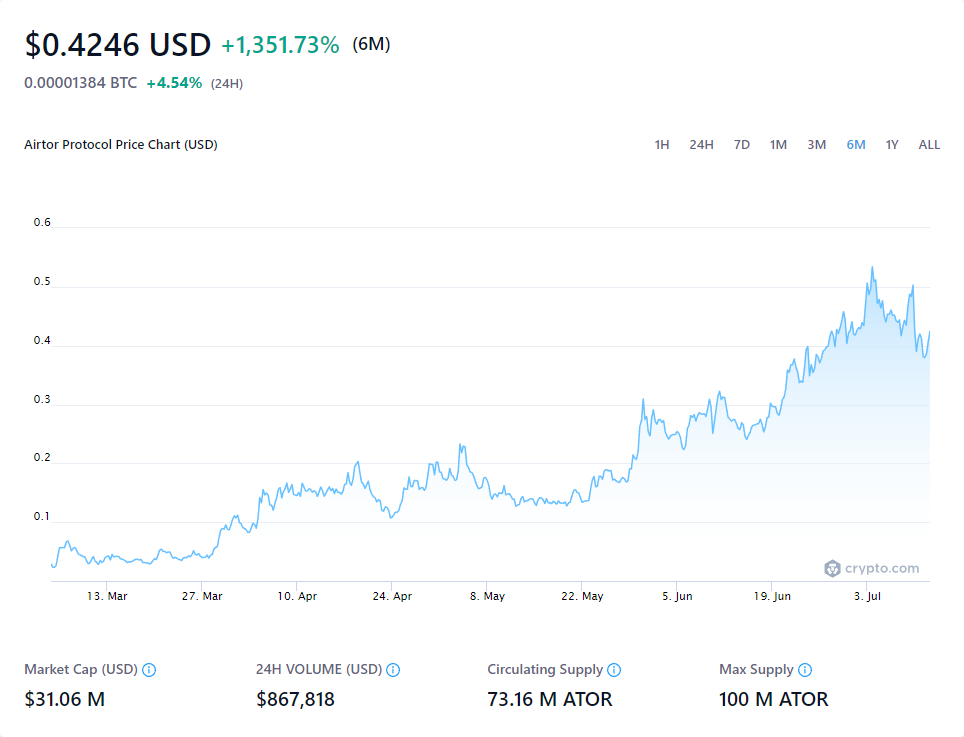 $0.4246 USD +1,351.73% (6M)
0.00001384 BTC +4.54% (24H)
Airtor Protocol Price Chart (USD) 1H 24H 7D 1M 3M 6M 1Y ALL
0.6
0.5
0.4
0.3
0.2
0.1
crypto.com
13. Mar 27. Mar 10. Apr 24. Apr 8. May 22. May 5. Jun 19. Jun 3. Jul
Market Cap (USD) 24H VOLUME (USD) Circulating Supply Max Supply
$31.06 M $867,818 73.16 M ATOR 100 M ATOR